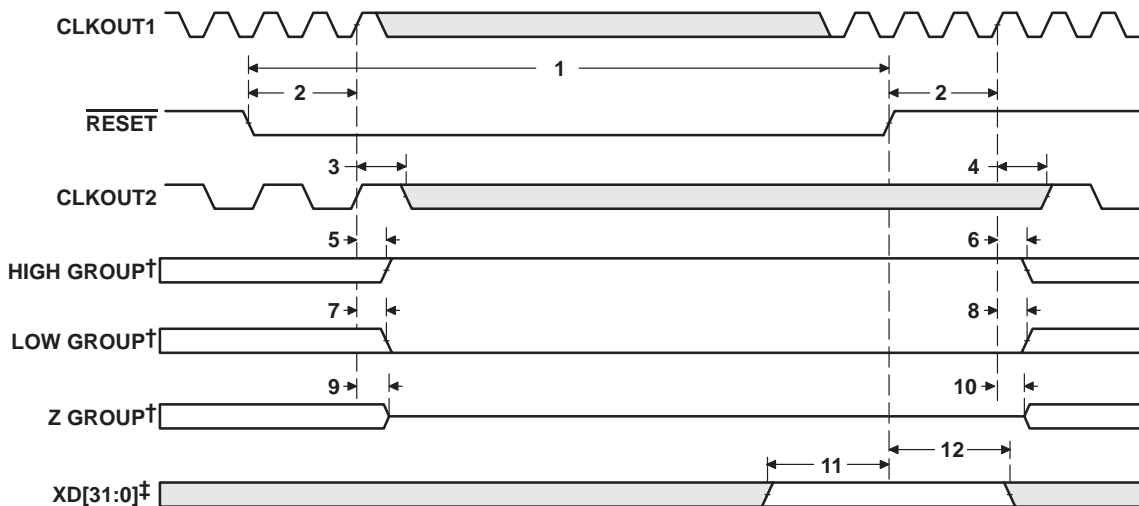 CLKOUT1
1
2
2
RESET
3
4
CLKOUT2
5
6
HIGH GROUP†
7
8
LOW GROUP†
9
10
Z GROUP†
12
11
XD[31:0]‡